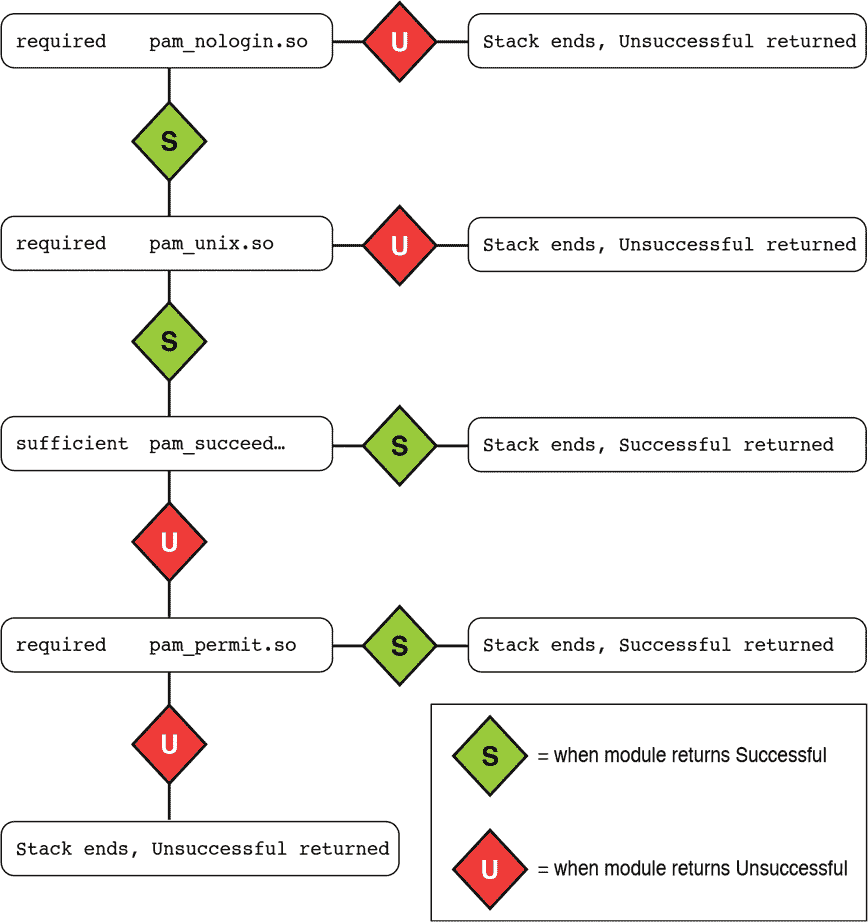 required pam_nologin.so U Stack ends, Unsuccessful returned
S
required pam_unix.so U Stack ends, Unsuccessful returned
S
sufficient pam_succeed… S Stack ends, Successful returned
U
required pam_permit.so S Stack ends, Successful returned
U
Stack ends, Unsuccessful returned
S = when module returns Successful
U = when module returns Unsuccessful